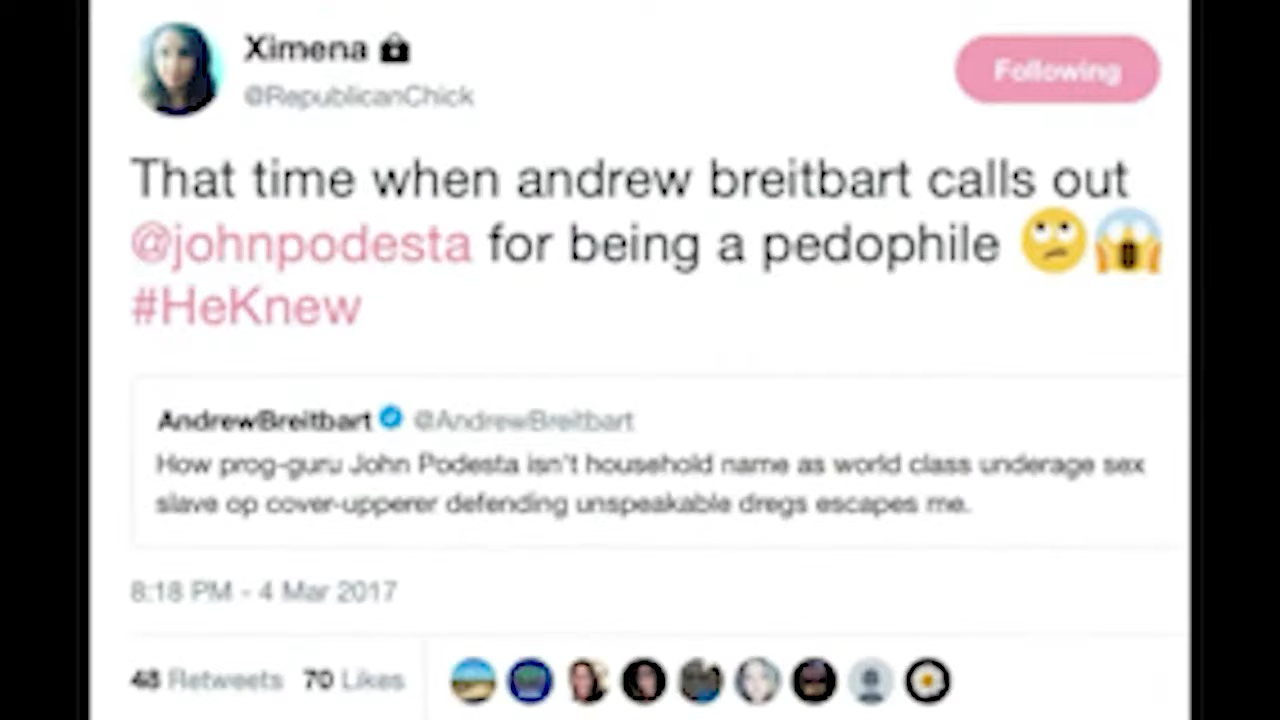 Ximena
@RepublicanChick
Following
That time when andrew breitbart calls out
@johnpodesta for being a pedophile 🙄😱
#HeKnew
AndrewBreitbart @AndrewBreitbart
How prog-guru John Podesta isn't household name as world class underage sex
slave op cover-upperer defending unspeakable dregs escapes me.
8:18 PM - 4 Mar 2017
48 Retweets 70 Likes